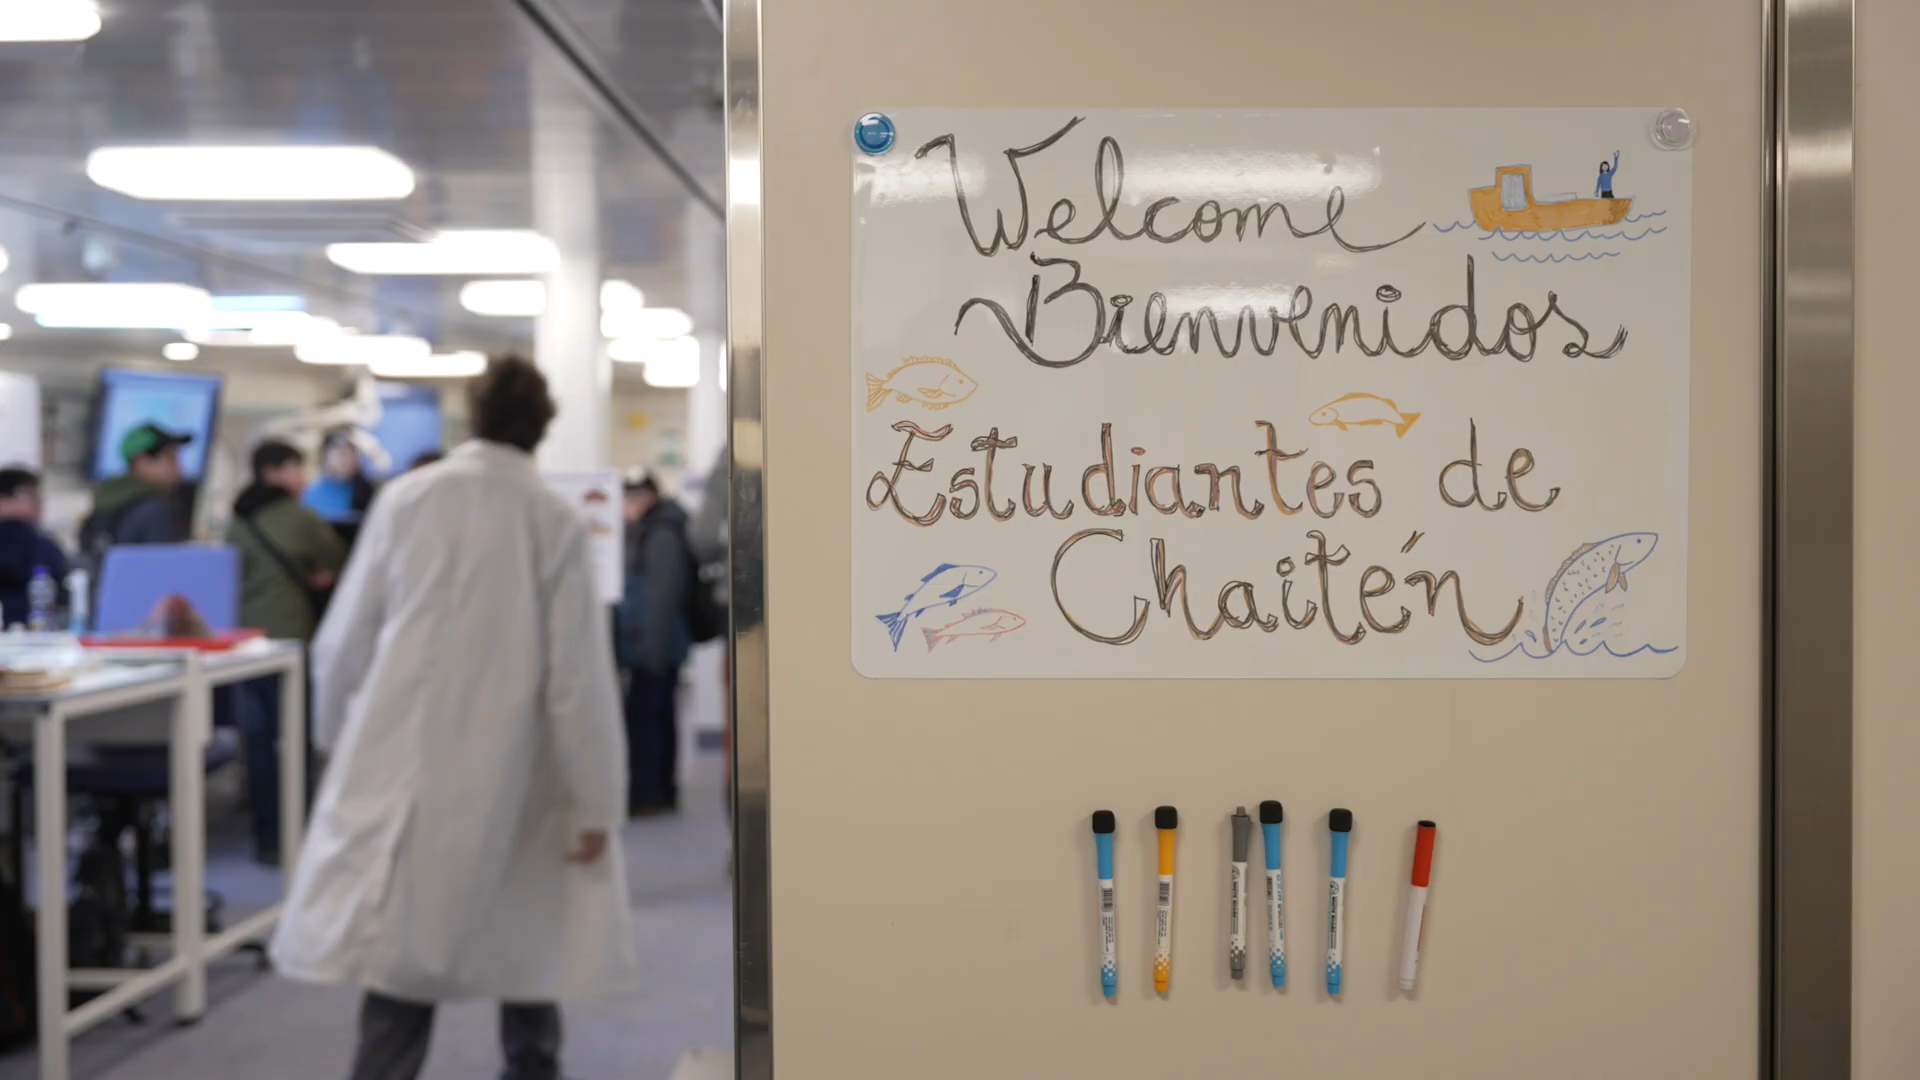 Welcome
Bienvenidos
Estudiantes de
Chaitén